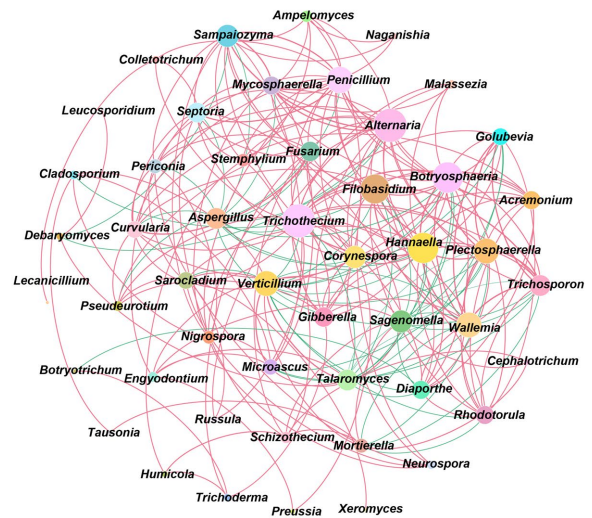 Ampelomyces
Sampaiozyma
Naganishia
Colletotrichum
Mycosphaerella
Penicillium
Malassezia
Leucosporidium
Septoria
Alternaria
Golubevia
Fusarium
Stemphylium
Periconia
Cladosporium
Botryosphaeria
Filobasidium
Acremonium
Aspergillus
Trichothecium
Curvularia
Debaryomyces
Hannaella
Plectosphaerella
Corynespora
Lecanicillium
Sarocladium
Verticillium
Trichosporon
Pseudeurotium
Gibberella
Sagenomella
Wallemia
Nigrospora
Cephalotrichum
Botryotrichum
Engyodontium
Microascus
Talaromyces
Diaporthe
Russula
Rhodotorula
Tausonia
Schizothecium
Mortierella
Neurospora
Humicola
Trichoderma
Preussia
Xeromyces